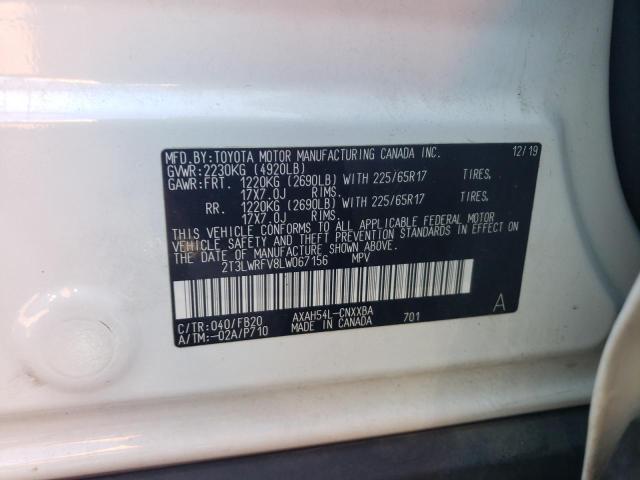 MFD.BY:TOYOTA MOTOR MANUFACTURING CANADA INC. 12/19
GVWR:2230KG (4920LB)
GAWR:FRT. 1220KG (2690LB) WITH 225/65R17 TIRES,
17X7.0J RIMS.
RR. 1220KG (2690LB) WITH 225/65R17 TIRES,
17X7.0J RIMS.
THIS VEHICLE CONFORMS TO ALL APPLICABLE FEDERAL MOTOR
VEHICLE SAFETY AND THEFT PREVENTION STANDARDS IN EFFECT ON
THE DATE OF MANUFACTURE SHOWN ABOVE.
2T3LWRFV8LW067156 MPV
C/TR:040/FB20 AXAH54L-CNXXBA A
A/TM:-02A/P710 MADE IN CANADA 701